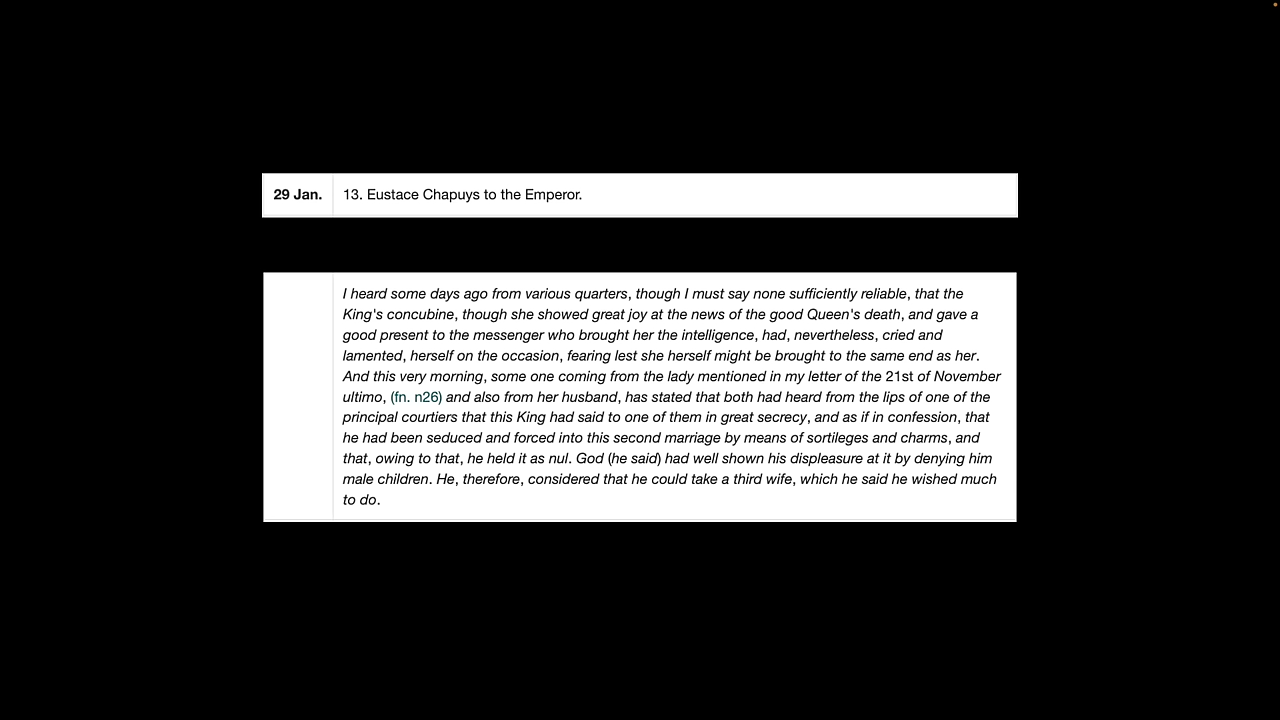 29 Jan. 13. Eustace Chapuys to the Emperor.
I heard some days ago from various quarters, though I must say none sufficiently reliable, that the
King's concubine, though she showed great joy at the news of the good Queen's death, and gave a
good present to the messenger who brought her the intelligence, had, nevertheless, cried and
lamented, herself on the occasion, fearing lest she herself might be brought to the same end as her.
And this very morning, some one coming from the lady mentioned in my letter of the 21st of November
ultimo, (fn. n26) and also from her husband, has stated that both had heard from the lips of one of the
principal courtiers that this King had said to one of them in great secrecy, and as if in confession, that
he had been seduced and forced into this second marriage by means of sortileges and charms, and
that, owing to that, he held it as nul. God (he said) had well shown his displeasure at it by denying him
male children. He, therefore, considered that he could take a third wife, which he said he wished much
to do.